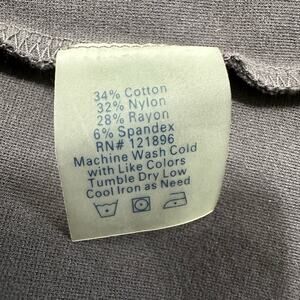 34% Cotton
32% Nylon
28% Rayon
6% Spandex
RN# 121896
Machine Wash Cold
with Like Colors
Tumble Dry Low
Cool Iron as Need